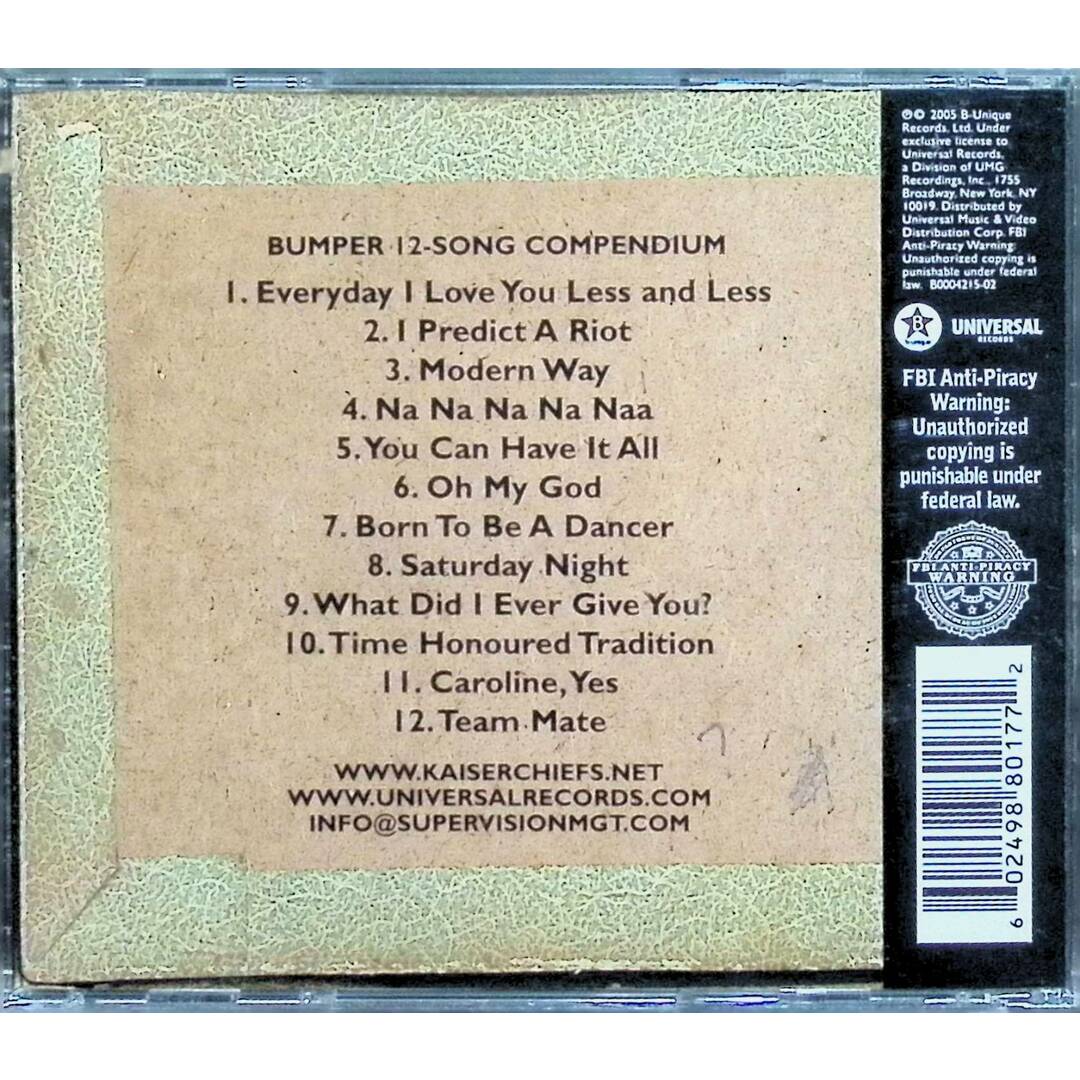 BUMPER 12-SONG COMPENDIUM
1. Everyday I Love You Less and Less
2. I Predict A Riot
3. Modern Way
4. Na Na Na Na Naa
5. You Can Have It All
6. Oh My God
7. Born To Be A Dancer
8. Saturday Night
9. What Did I Ever Give You?
10. Time Honoured Tradition
11. Caroline, Yes
12. Team Mate
WWW.KAISERCHIEFS.NET
WWW.UNIVERSALRECORDS.COM
INFO@SUPERVISIONMGT.COM
℗© 2005 B-Unique
Records, Ltd. Under
exclusive license to
Universal Records,
a Division of UMG
Recordings, Inc., 1755
Broadway, New York, NY
10019. Distributed by
Universal Music & Video
Distribution Corp. FBI
Anti-Piracy Warning:
Unauthorized copying is
punishable under federal
law. B0004215-02
B
UNIVERSAL
RECORDS
FBI Anti-Piracy
Warning:
Unauthorized
copying is
punishable under
federal law.
FBI ANTI-PIRACY
WARNING
6 02498 80177 2